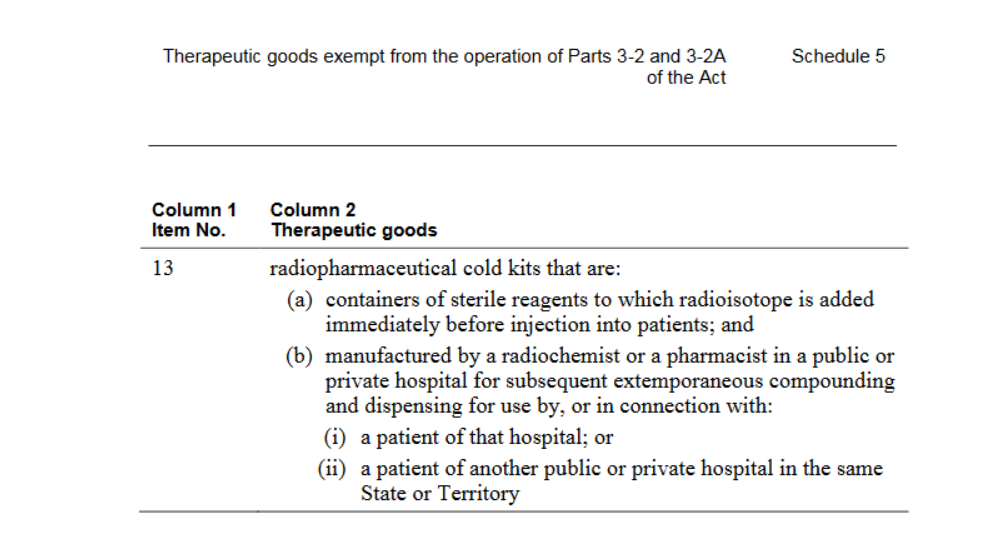 Therapeutic goods exempt from the operation of Parts 3-2 and 3-2A Schedule 5
of the Act
Column 1 Column 2
Item No. Therapeutic goods
13 radiopharmaceutical cold kits that are:
(a) containers of sterile reagents to which radioisotope is added
immediately before injection into patients; and
(b) manufactured by a radiochemist or a pharmacist in a public or
private hospital for subsequent extemporaneous compounding
and dispensing for use by, or in connection with:
(i) a patient of that hospital; or
(ii) a patient of another public or private hospital in the same
State or Territory